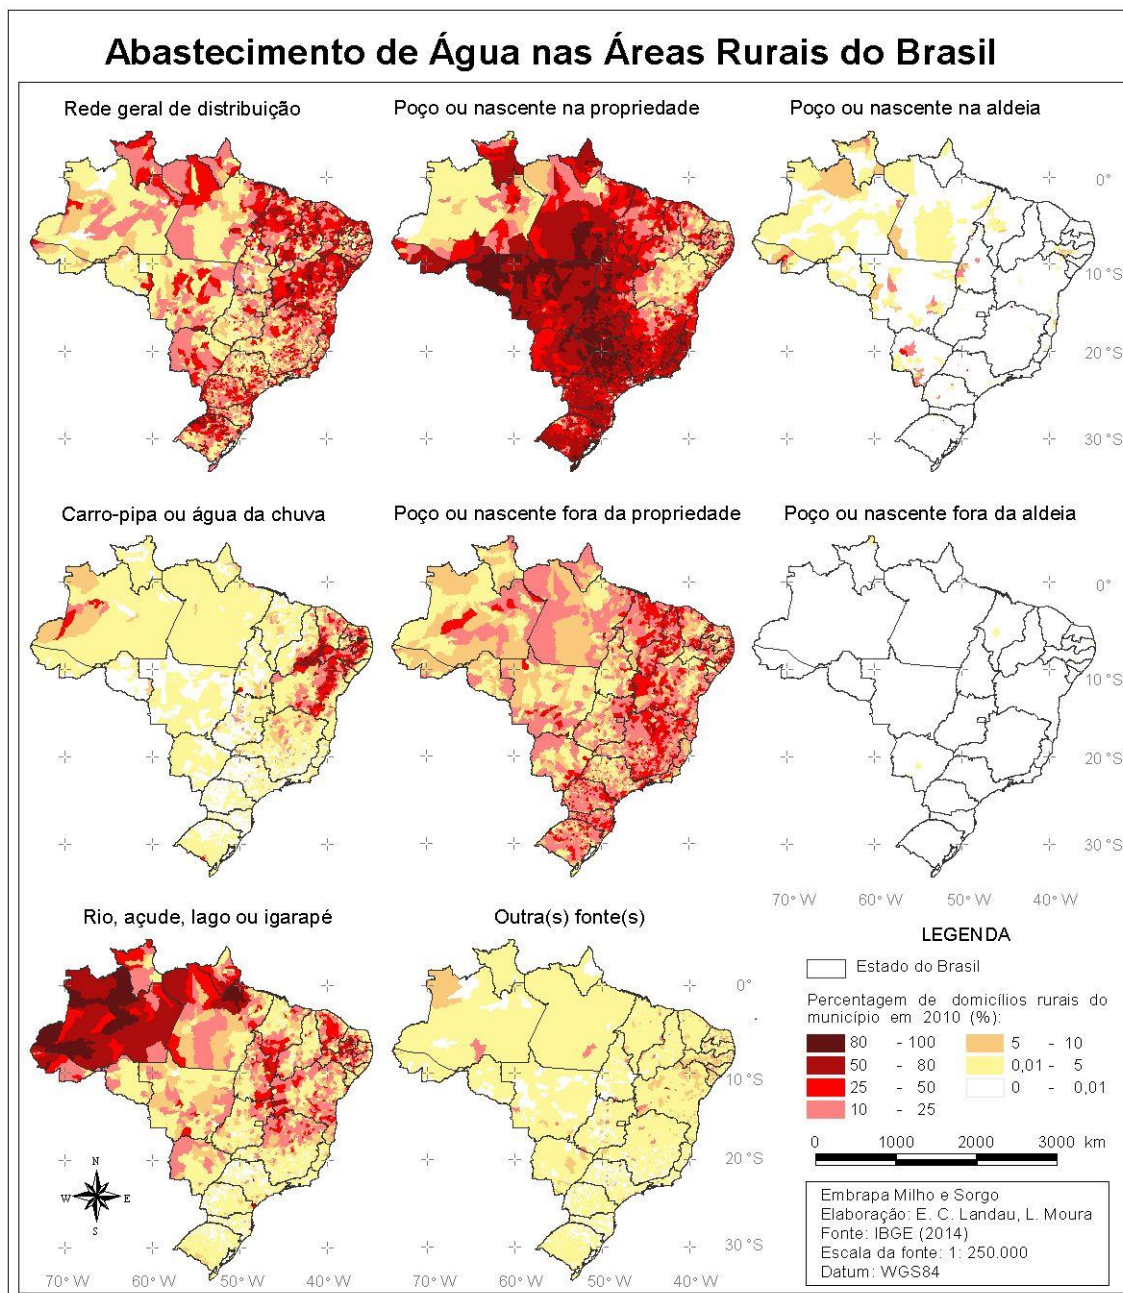 Abastecimento de Água nas Áreas Rurais do Brasil
Rede geral de distribuição
Poço ou nascente na propriedade
Poço ou nascente na aldeia
0°
10°S
20°S
30°S
Carro-pipa ou água da chuva
Poço ou nascente fora da propriedade
Poço ou nascente fora da aldeia
0°
10°S
20°S
30°S
70°W 60°W 50°W 40°W
Rio, açude, lago ou igarapé
Outra(s) fonte(s)
0°
10°S
20°S
30°S
70°W 60°W 50°W 40°W 70°W 60°W 50°W 40°W
N
W E
S
LEGENDA
Estado do Brasil
Percentagem de domicílios rurais do
município em 2010 (%):
80 - 100
50 - 80
25 - 50
10 - 25
5 - 10
0,01 - 5
0 - 0,01
0 1000 2000 3000 km
Embrapa Milho e Sorgo
Elaboração: E. C. Landau, L. Moura
Fonte: IBGE (2014)
Escala da fonte: 1: 250.000
Datum: WGS84